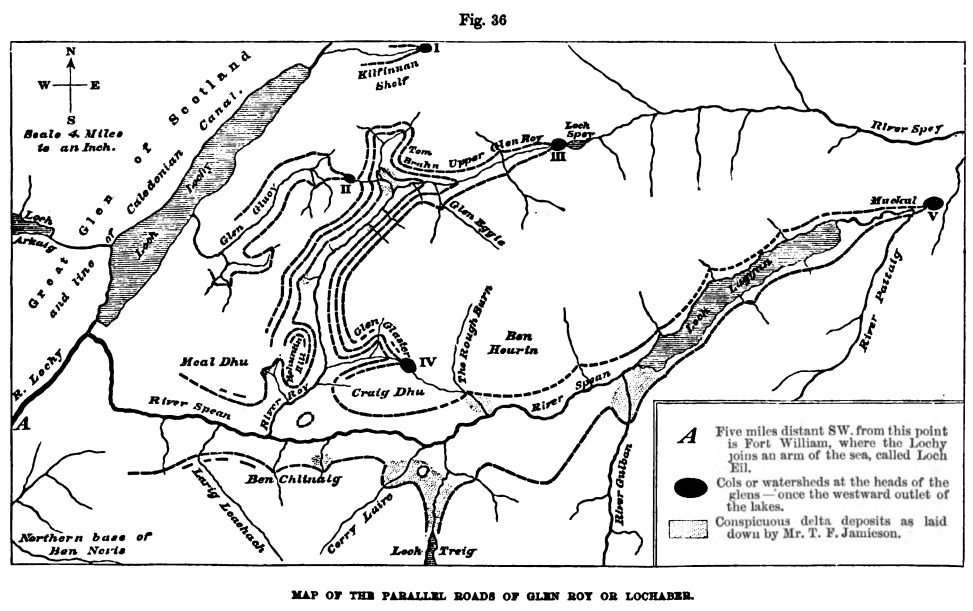 Fig. 36
N
W E
S
Scale 4 Miles
to an Inch.
Great Glen of Scotland
and line of Caledonian Canal.
Kilfinnan
Shelf
I
Loch Lochy
Loch
Arkaig
Glen Gluoy
II
Tom
Brahn
Upper Glen Roy
Loch
Spey
III
River Spey
Glen Eggie
Muckul
V
River Pattaig
Loch Laggan
The Rough Burn
Ben
Heurin
Glen
Glaster
IV
Craig Dhu
Meal Dhu
Bohuntin
Hill
River Roy
River Spean
River Spean
R. Lochy
A
Larig Leachach
Ben Chlinaig
Corry Laire
Loch Treig
River Gulban
Northern base of
Ben Nevis
A Five miles distant SW. from this point
is Fort William, where the Lochy
joins an arm of the sea, called Loch
Eil.
Cols or watersheds at the heads of the
glens — once the westward outlet of
the lakes.
Conspicuous delta deposits as laid
down by Mr. T. F. Jamieson.
MAP OF THE PARALLEL ROADS OF GLEN ROY OR LOCHABER.